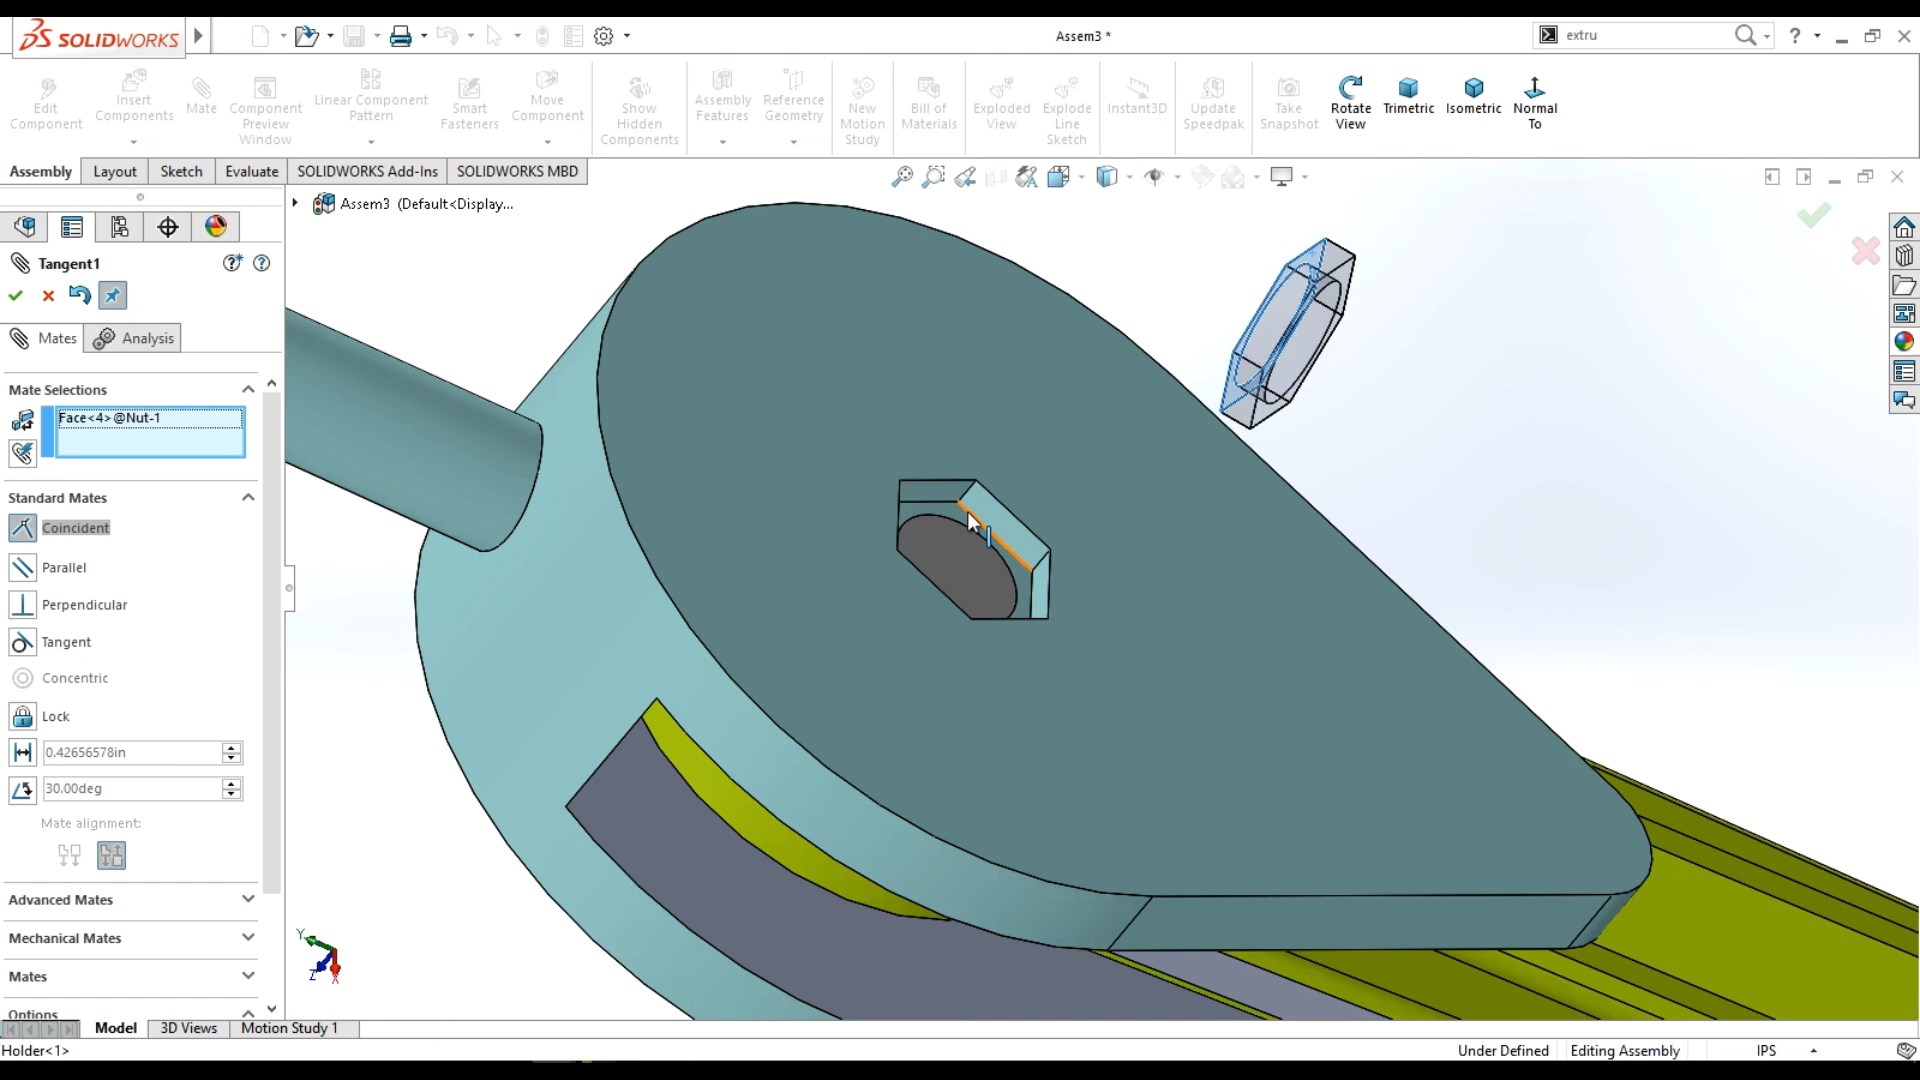 SOLIDWORKS
Assem3 *
extru
Edit Component
Insert Components
Mate
Component Preview Window
Linear Component Pattern
Smart Fasteners
Move Component
Show Hidden Components
Assembly Features
Reference Geometry
New Motion Study
Bill of Materials
Exploded View
Explode Line Sketch
Instant3D
Update Speedpak
Take Snapshot
Rotate View
Trimetric
Isometric
Normal To
Assembly
Layout
Sketch
Evaluate
SOLIDWORKS Add-Ins
SOLIDWORKS MBD
Assem3 (Default<Display...
Tangent1
Mates
Analysis
Mate Selections
Face<4>@Nut-1
Standard Mates
Coincident
Parallel
Perpendicular
Tangent
Concentric
Lock
0.42656578in
30.00deg
Mate alignment:
Advanced Mates
Mechanical Mates
Mates
Options
Y
Z
X
Model
3D Views
Motion Study 1
Holder<1>
Under Defined
Editing Assembly
IPS